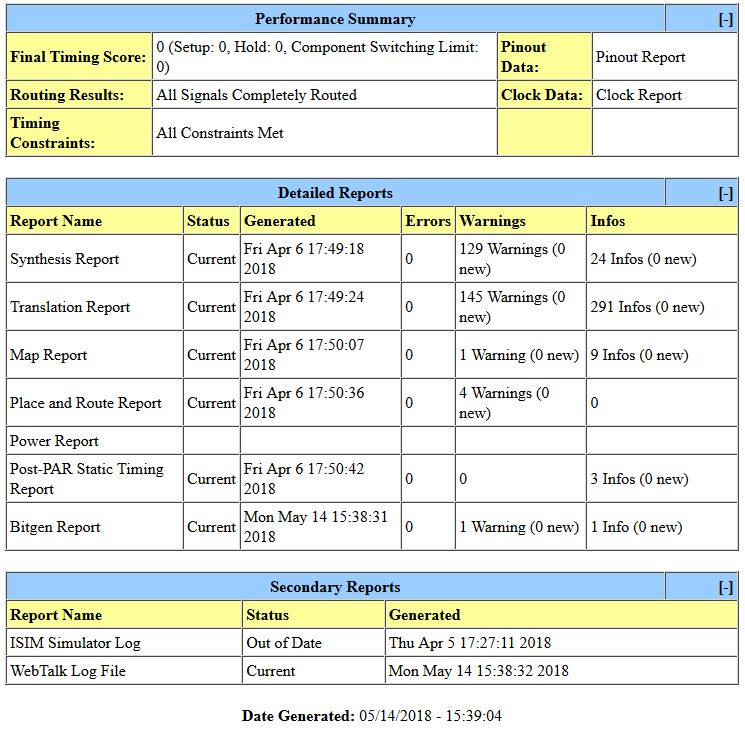 Performance Summary [-]
Final Timing Score: 0 (Setup: 0, Hold: 0, Component Switching Limit: 0) Pinout Data: Pinout Report
Routing Results: All Signals Completely Routed Clock Data: Clock Report
Timing Constraints: All Constraints Met
Detailed Reports [-]
Report Name Status Generated Errors Warnings Infos
Synthesis Report Current Fri Apr 6 17:49:18 2018 0 129 Warnings (0 new) 24 Infos (0 new)
Translation Report Current Fri Apr 6 17:49:24 2018 0 145 Warnings (0 new) 291 Infos (0 new)
Map Report Current Fri Apr 6 17:50:07 2018 0 1 Warning (0 new) 9 Infos (0 new)
Place and Route Report Current Fri Apr 6 17:50:36 2018 0 4 Warnings (0 new) 0
Power Report
Post-PAR Static Timing Report Current Fri Apr 6 17:50:42 2018 0 0 3 Infos (0 new)
Bitgen Report Current Mon May 14 15:38:31 2018 0 1 Warning (0 new) 1 Info (0 new)
Secondary Reports [-]
Report Name Status Generated
ISIM Simulator Log Out of Date Thu Apr 5 17:27:11 2018
WebTalk Log File Current Mon May 14 15:38:32 2018
Date Generated: 05/14/2018 - 15:39:04